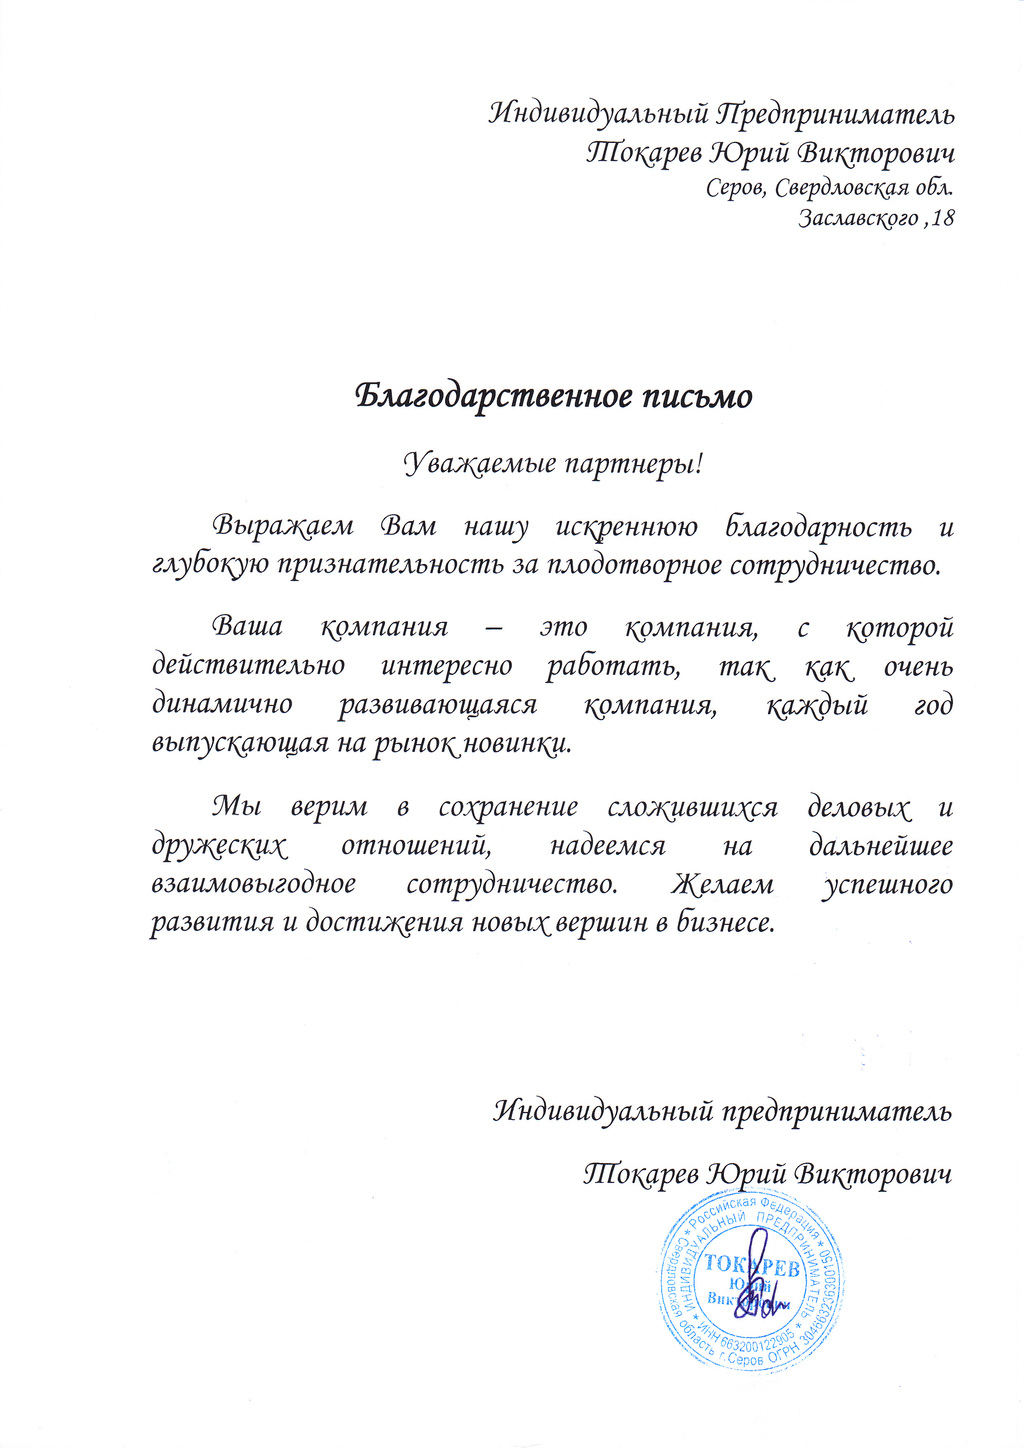 Индивидуальный Предприниматель
Токарев Юрий Викторович
Серов, Свердловская обл.
Заславского ,18
Благодарственное письмо
Уважаемые партнеры!
Выражаем Вам нашу искреннюю благодарность и
глубокую признательность за плодотворное сотрудничество.
Ваша компания – это компания, с которой
действительно интересно работать, так как очень
динамично развивающаяся компания, каждый год
выпускающая на рынок новинки.
Мы верим в сохранение сложившихся деловых и
дружеских отношений, надеемся на дальнейшее
взаимовыгодное сотрудничество. Желаем успешного
развития и достижения новых вершин в бизнесе.
Индивидуальный предприниматель
Токарев Юрий Викторович
* Российская Федерация *
Свердловская область г.Серов ОГРН 304663236300150
ИНДИВИДУАЛЬНЫЙ ПРЕДПРИНИМАТЕЛЬ
* ИНН 663200122905 *
ТОКАРЕВ
Юрий
Викторович